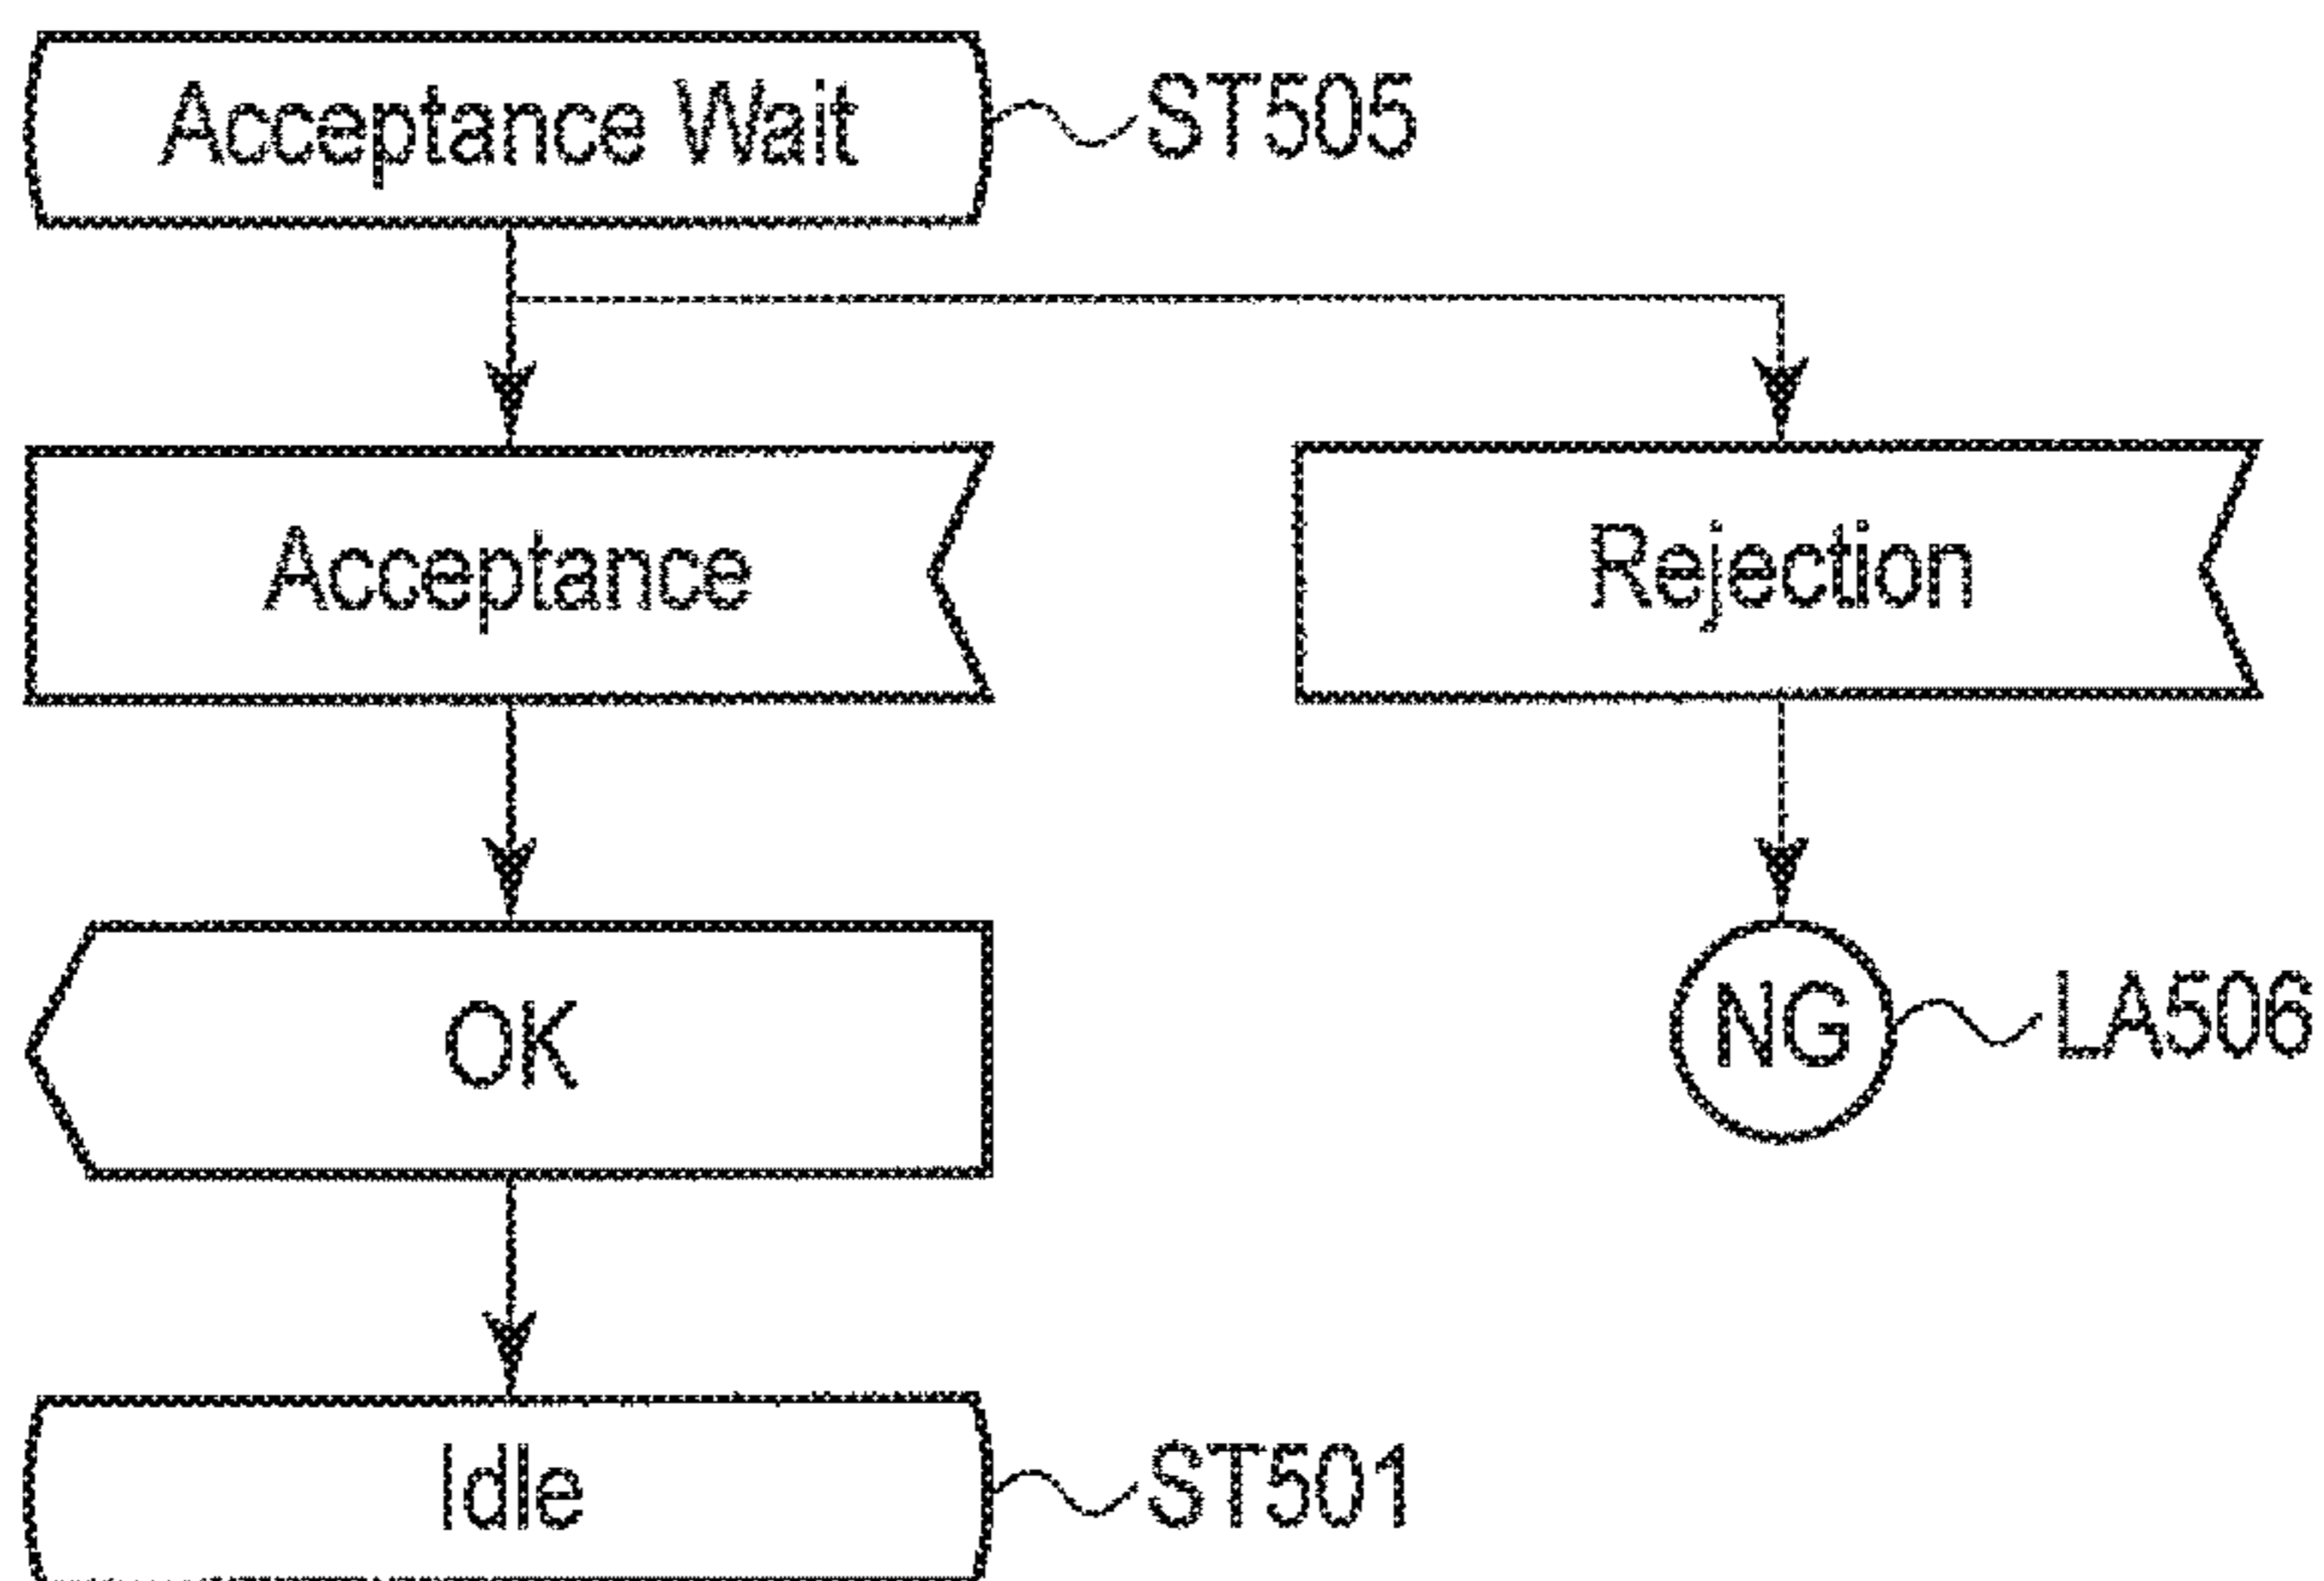 Acceptance Wait
ST505
Acceptance
Rejection
OK
NG
LA506
Idle
ST501